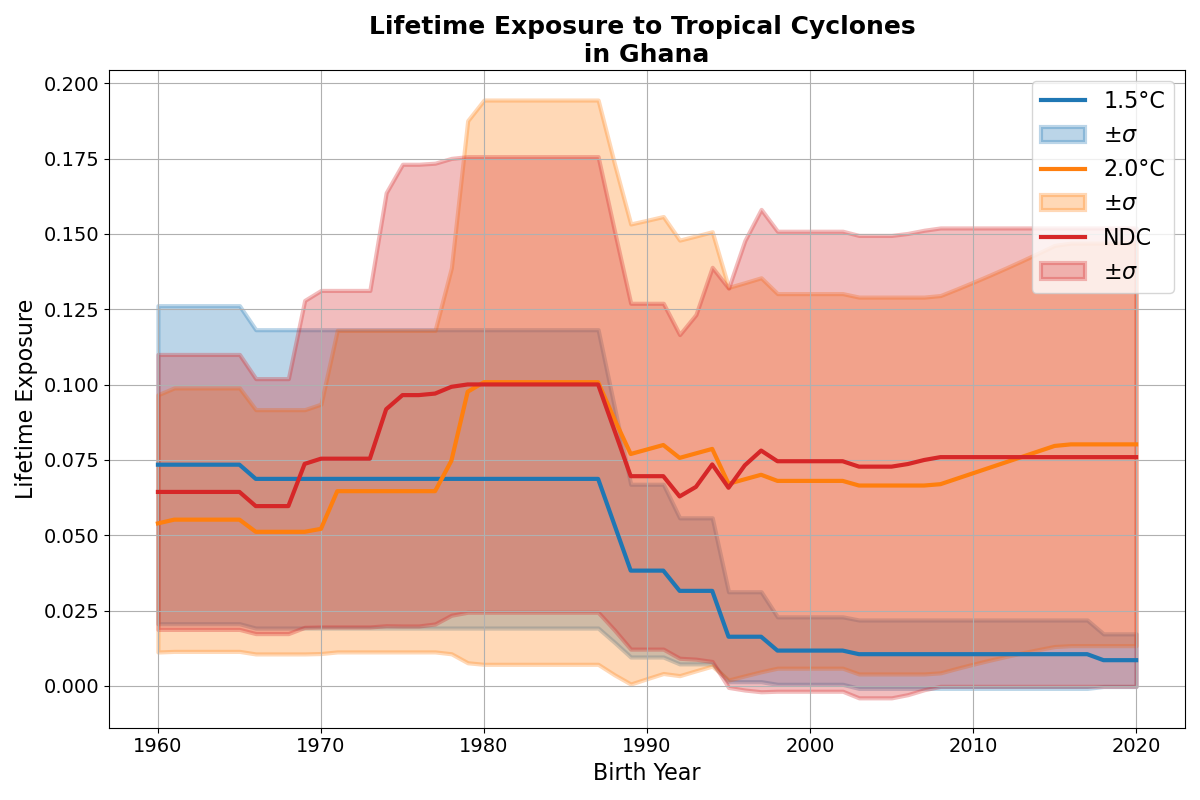 Lifetime Exposure to Tropical Cyclones
in Ghana
Lifetime Exposure
0.200
0.175
0.150
0.125
0.100
0.075
0.050
0.025
0.000
1.5°C
±σ
2.0°C
±σ
NDC
±σ
1960
1970
1980
1990
2000
2010
2020
Birth Year